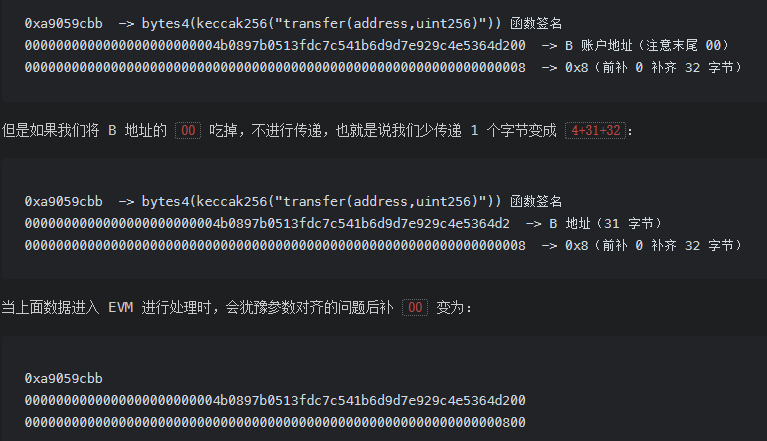 0xa9059cbb -> bytes4(keccak256("transfer(address,uint256)")) 函数签名
0000000000000000000000004b0897b0513fdc7c541b6d9d7e929c4e5364d200 -> B 账户地址（注意末尾 00）
0000000000000000000000000000000000000000000000000000000000000008 -> 0x8（前补 0 补齐 32 字节）
但是如果我们将 B 地址的 00 吃掉，不进行传递，也就是说我们少传递 1 个字节变成 4+31+32：
0xa9059cbb -> bytes4(keccak256("transfer(address,uint256)")) 函数签名
0000000000000000000000004b0897b0513fdc7c541b6d9d7e929c4e5364d2 -> B 地址（31 字节）
0000000000000000000000000000000000000000000000000000000000000008 -> 0x8（前补 0 补齐 32 字节）
当上面数据进入 EVM 进行处理时，会犹豫参数对齐的问题后补 00 变为：
0xa9059cbb
0000000000000000000000004b0897b0513fdc7c541b6d9d7e929c4e5364d200
0000000000000000000000000000000000000000000000000000000000000800